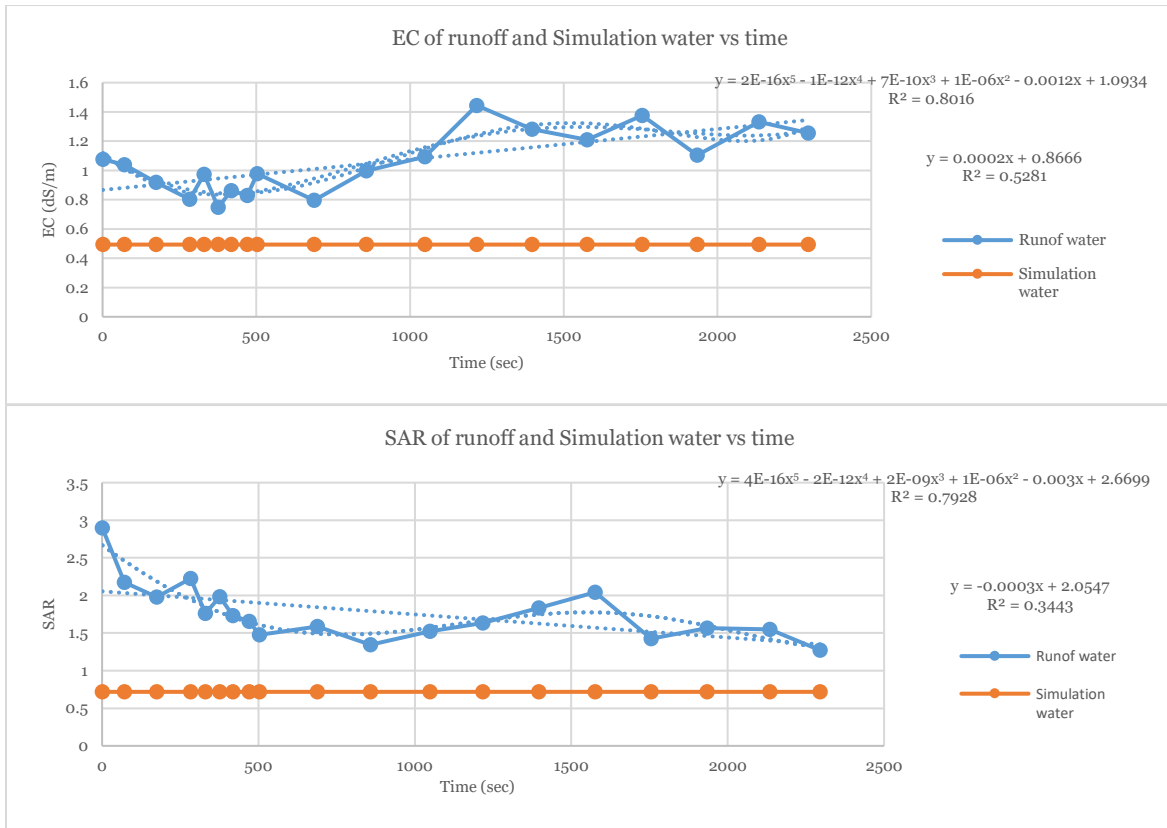 EC of runoff and Simulation water vs time
y = 2E-16x⁵ - 1E-12x⁴ + 7E-10x³ + 1E-06x² - 0.0012x + 1.0934
R² = 0.8016
y = 0.0002x + 0.8666
R² = 0.5281
EC (dS/m)
1.6
1.4
1.2
1
0.8
0.6
0.4
0.2
0
0 500 1000 1500 2000 2500
Time (sec)
Runof water
Simulation
water
SAR of runoff and Simulation water vs time
y = 4E-16x⁵ - 2E-12x⁴ + 2E-09x³ + 1E-06x² - 0.003x + 2.6699
R² = 0.7928
y = -0.0003x + 2.0547
R² = 0.3443
SAR
3.5
3
2.5
2
1.5
1
0.5
0
0 500 1000 1500 2000 2500
Time (sec)
Runof water
Simulation
water